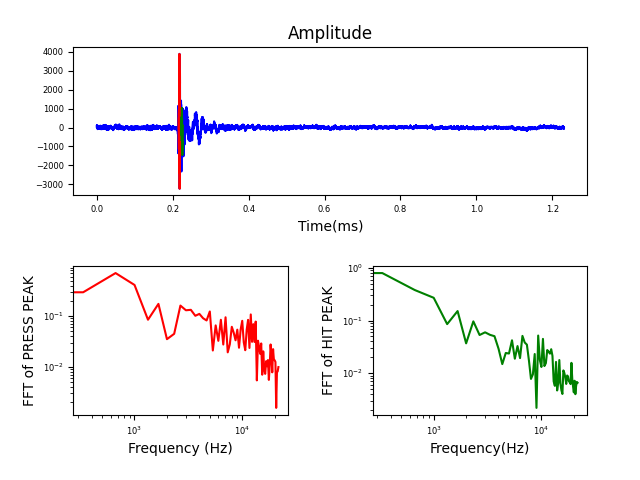 Amplitude
4000
3000
2000
1000
0
−1000
−2000
−3000
0.0 0.2 0.4 0.6 0.8 1.0 1.2
Time(ms)
FFT of PRESS PEAK
10⁻¹
10⁻²
10³ 10⁴
Frequency (Hz)
FFT of HIT PEAK
10⁰
10⁻¹
10⁻²
10³ 10⁴
Frequency(Hz)